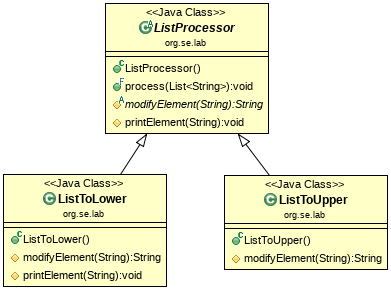 <<Java Class>>
ListProcessor
org.se.lab
ListProcessor()
process(List<String>):void
modifyElement(String):String
printElement(String):void
<<Java Class>>
ListToLower
org.se.lab
ListToLower()
modifyElement(String):String
printElement(String):void
<<Java Class>>
ListToUpper
org.se.lab
ListToUpper()
modifyElement(String):String